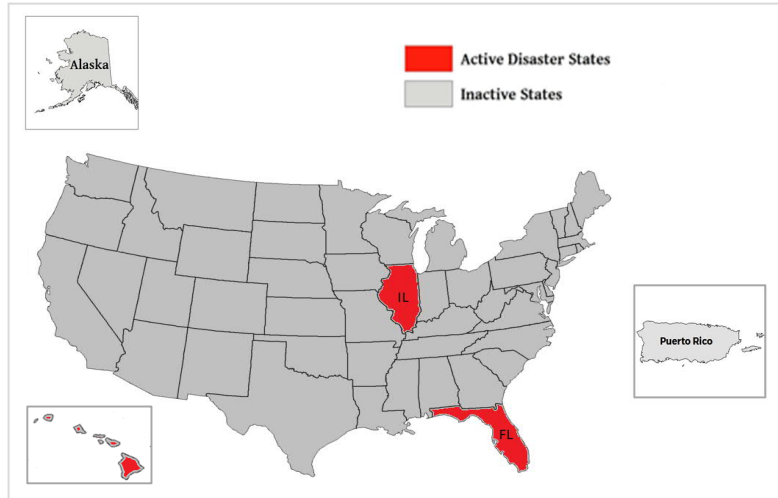 Alaska
Active Disaster States
Inactive States
IL
Puerto Rico
FL